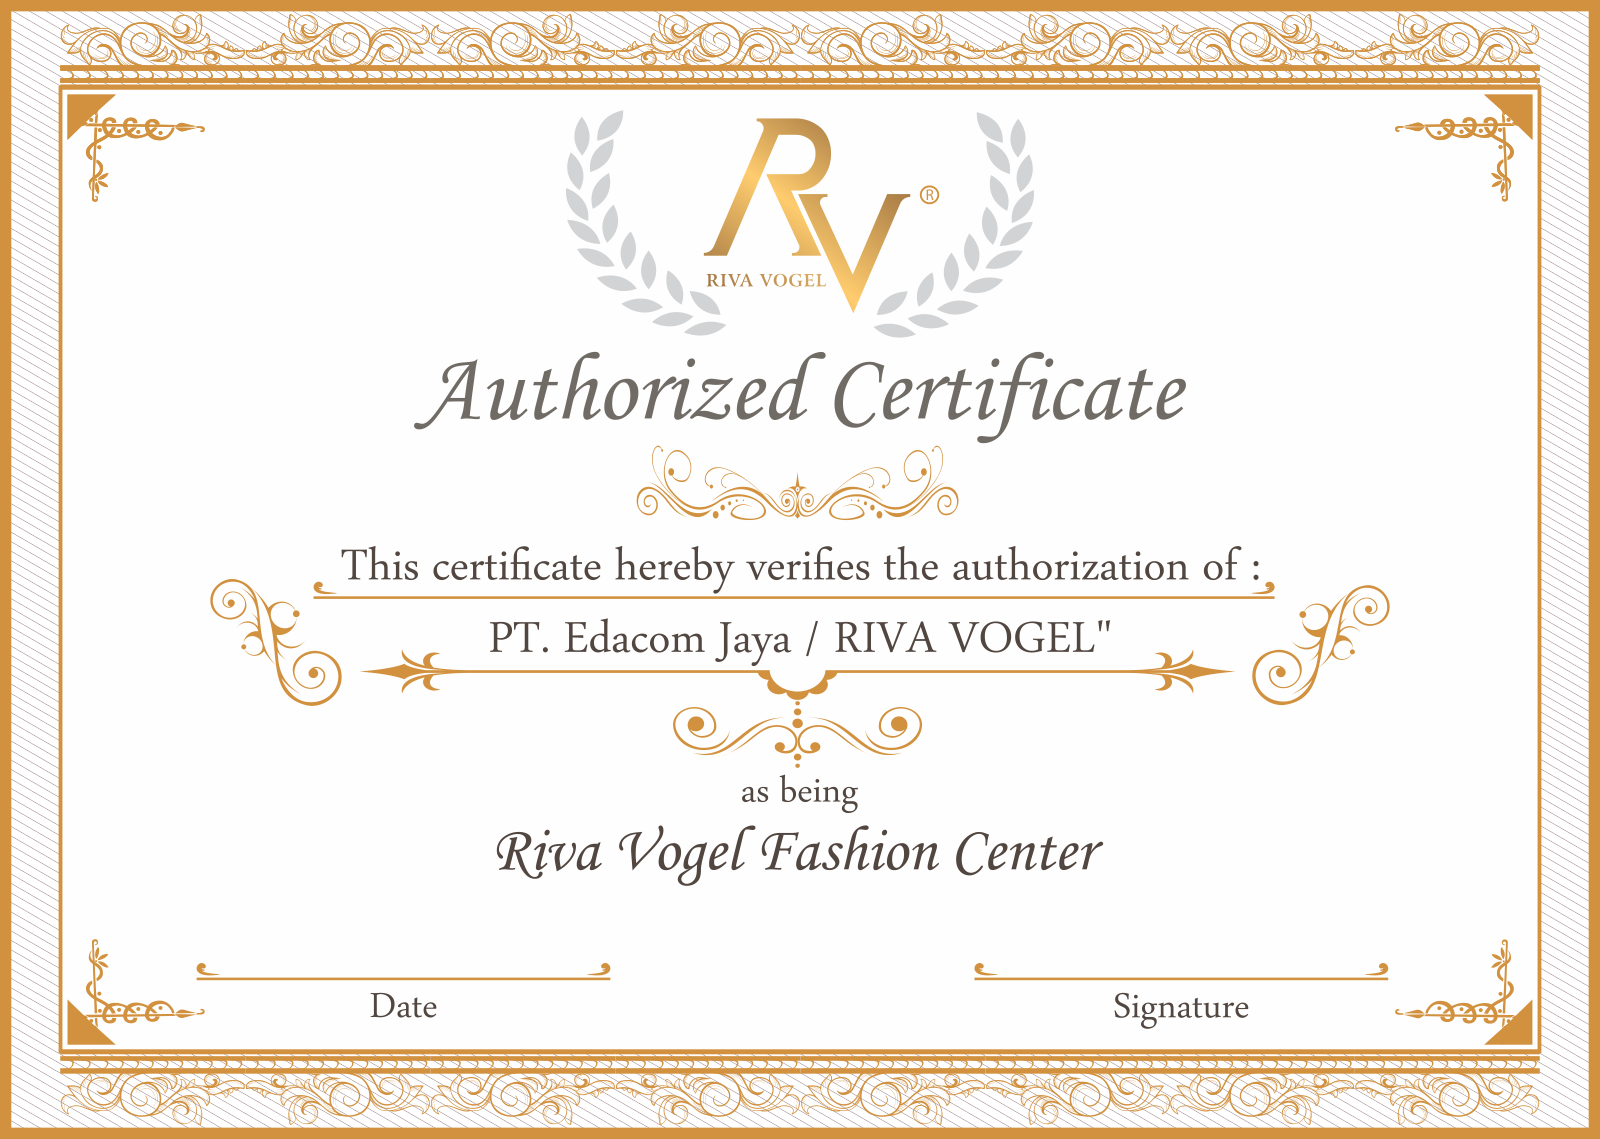 RV®
RIVA VOGEL
Authorized Certificate
This certificate hereby verifies the authorization of :
PT. Edacom Jaya / RIVA VOGEL"
as being
Riva Vogel Fashion Center
Date
Signature